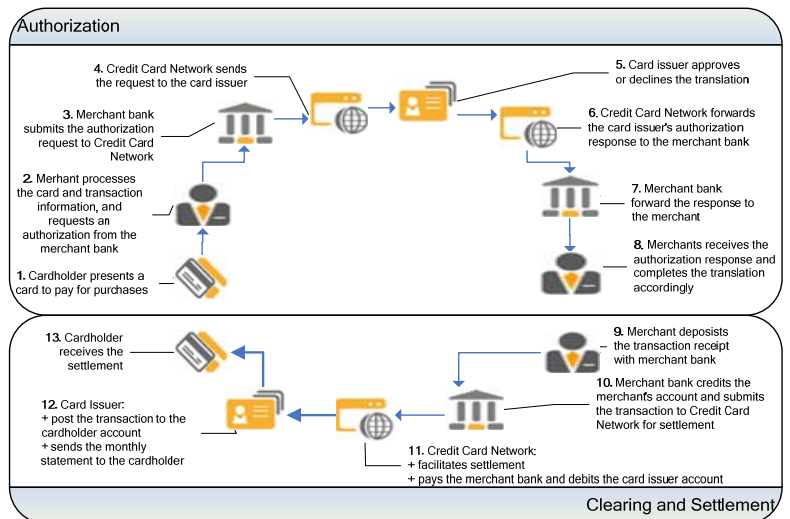 Authorization
4. Credit Card Network sends
the request to the card issuer
5. Card issuer approves
or declines the translation
3. Merchant bank
submits the authorization
request to Credit Card
Network
6. Credit Card Network forwards
the card issuer's authorization
response to the merchant bank
2. Merhant processes
the card and transaction
information, and
requests an
authorization from the
merchant bank
7. Merchant bank
forward the response to
the merchant
1. Cardholder presents a
card to pay for purchases
8. Merchants receives the
authorization response and
completes the translation
accordingly
13. Cardholder
receives the
settlement
9. Merchant deposists
the transaction receipt
with merchant bank
12. Card Issuer:
+ post the transaction to the
cardholder account
+ sends the monthly
statement to the cardholder
10. Merchant bank credits the
merchant's account and submits
the transaction to Credit Card
Network for settlement
11. Credit Card Network:
+ facilitates settlement
+ pays the merchant bank and debits the card issuer account
Clearing and Settlement